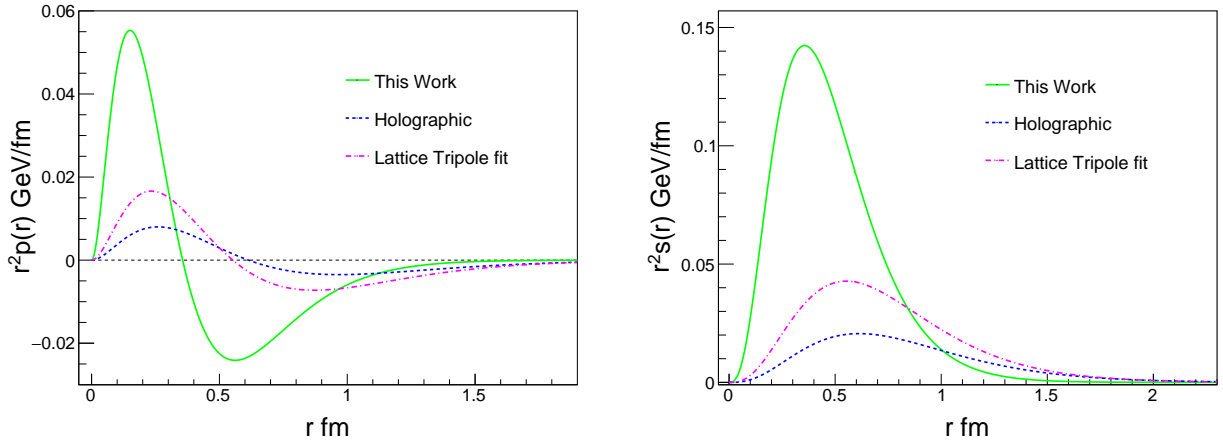 0.06
0.04
0.02
0
−0.02
r²p(r) GeV/fm
This Work
Holographic
Lattice Tripole fit
0
0.5
1
1.5
r fm
0.15
0.1
0.05
0
r²s(r) GeV/fm
This Work
Holographic
Lattice Tripole fit
0
0.5
1
1.5
2
r fm